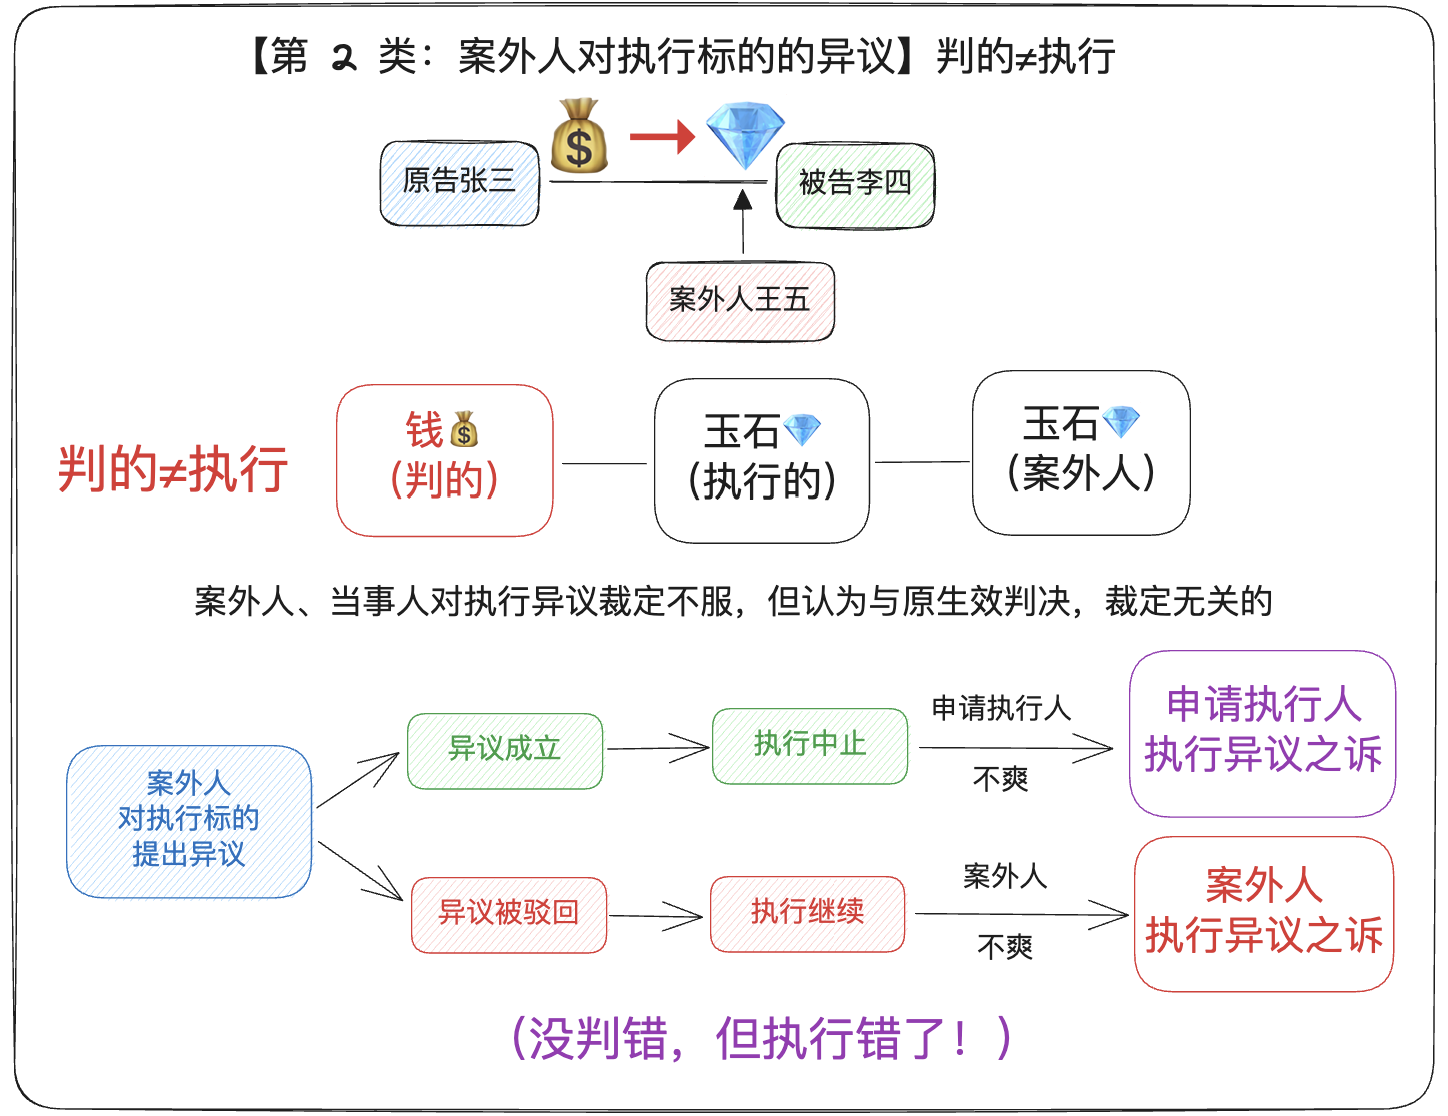 【第 2 类：案外人对执行标的的异议】判的≠执行
原告张三
被告李四
案外人王五
判的≠执行
钱
(判的)
玉石
(执行的)
玉石
(案外人)
案外人、当事人对执行异议裁定不服，但认为与原生效判决，裁定无关的
案外人
对执行标的
提出异议
异议成立
执行中止
申请执行人
不爽
申请执行人
执行异议之诉
异议被驳回
执行继续
案外人
不爽
案外人
执行异议之诉
(没判错，但执行错了！)